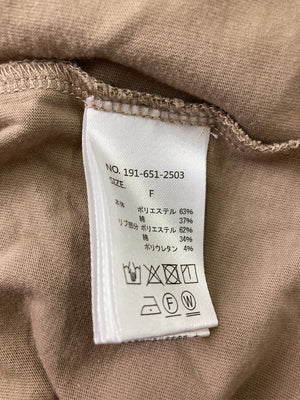 NO. 191-651-2503
SIZE. F
本体 ポリエステル 63%
綿 37%
リブ部分 ポリエステル 62%
綿 34%
ポリウレタン 4%
F W